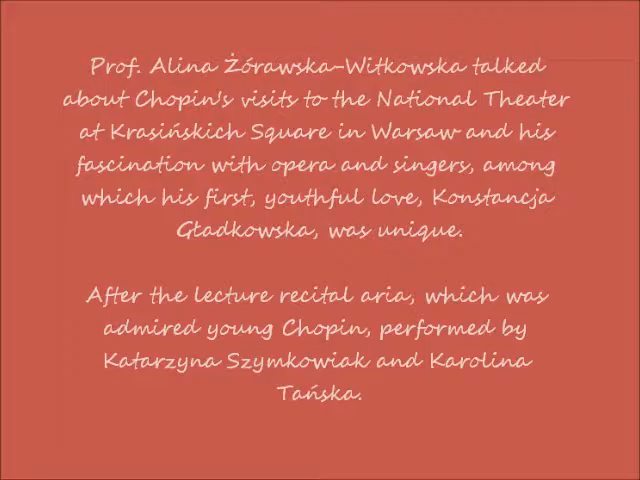 Prof. Alina Żórawska-Witkowska talked
about Chopin's visits to the National Theater
at Krasińskich Square in Warsaw and his
fascination with opera and singers, among
which his first, youthful love, Konstancja
Gładkowska, was unique.
After the lecture recital aria, which was
admired young Chopin, performed by
Katarzyna Szymkowiak and Karolina
Tańska.